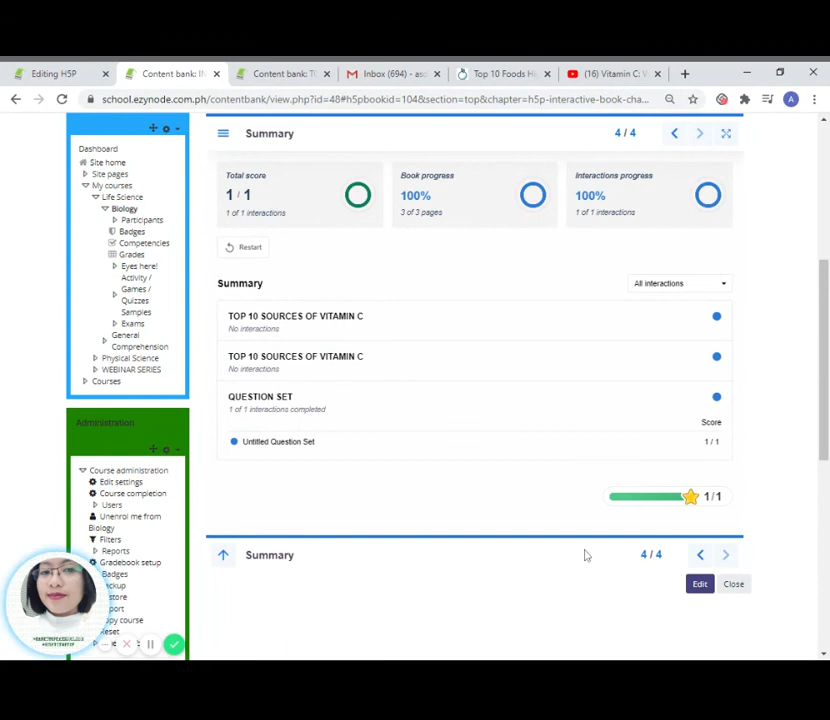 Editing H5P
Content bank: IN
Content bank: TO
Inbox (694) - as
Top 10 Foods Hi
(16) Vitamin C: V
school.ezynode.com.ph/contentbank/view.php?id=48#h5pbookid=104&section=top&chapter=h5p-interactive-book-cha...
A
Dashboard
Site home
Site pages
My courses
Life Science
Biology
Participants
Badges
Competencies
Grades
Eyes here!
Activity /
Games /
Quizzes
Samples
Exams
General
Comprehension
Physical Science
WEBINAR SERIES
Courses
Administration
Course administration
Edit settings
Course completion
Users
Unenrol me from
Biology
Filters
Reports
Gradebook setup
Badges
Summary
4 / 4
Total score
1 / 1
1 of 1 interactions
Book progress
100%
3 of 3 pages
Interactions progress
100%
1 of 1 interactions
Restart
Summary
All interactions
TOP 10 SOURCES OF VITAMIN C
No interactions
TOP 10 SOURCES OF VITAMIN C
No interactions
QUESTION SET
1 of 1 interactions completed
Score
Untitled Question Set
1 / 1
1/1
Summary
4 / 4
Edit
Close